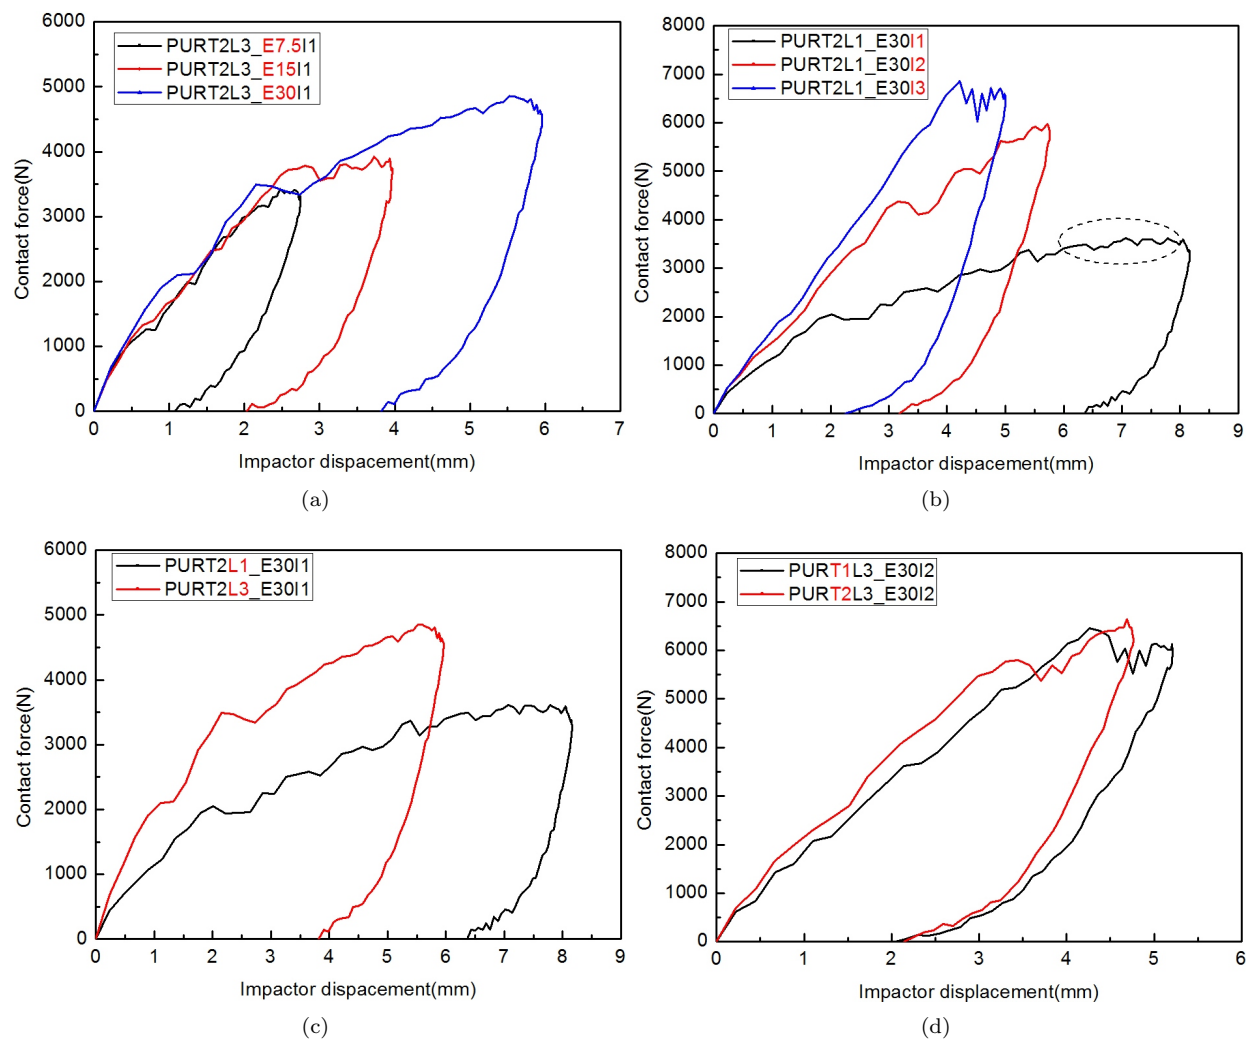 6000
5000
4000
3000
2000
1000
0
Contact force(N)
PURT2L3_E7.5I1
PURT2L3_E15I1
PURT2L3_E30I1
0 1 2 3 4 5 6 7
Impactor dispacement(mm)
(a)
8000
7000
6000
5000
4000
3000
2000
1000
0
Contact force(N)
PURT2L1_E30I1
PURT2L1_E30I2
PURT2L1_E30I3
0 1 2 3 4 5 6 7 8 9
Impactor dispacement(mm)
(b)
6000
5000
4000
3000
2000
1000
0
Contact force(N)
PURT2L1_E30I1
PURT2L3_E30I1
0 1 2 3 4 5 6 7 8 9
Impactor dispacement(mm)
(c)
8000
7000
6000
5000
4000
3000
2000
1000
0
Contact force(N)
PURT1L3_E30I2
PURT2L3_E30I2
0 1 2 3 4 5 6
Impactor displacement(mm)
(d)